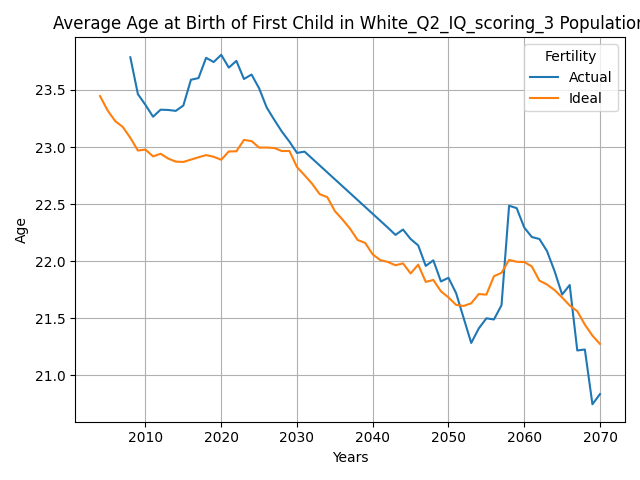 Average Age at Birth of First Child in White_Q2_IQ_scoring_3 Population
Fertility
Actual
Ideal
23.5
23.0
22.5
22.0
21.5
21.0
Age
2010 2020 2030 2040 2050 2060 2070
Years